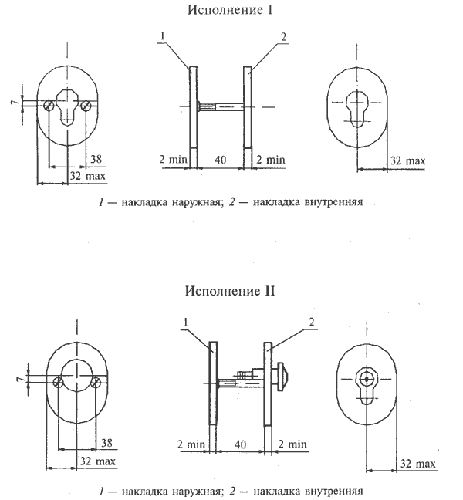 Исполнение I
1 2
7
38
32 max
2 min 40 2 min
32 max
1 — накладка наружная; 2 — накладка внутренняя
Исполнение II
1 2
7
38
32 max
2 min 40 2 min
32 max
1 — накладка наружная; 2 — накладка внутренняя